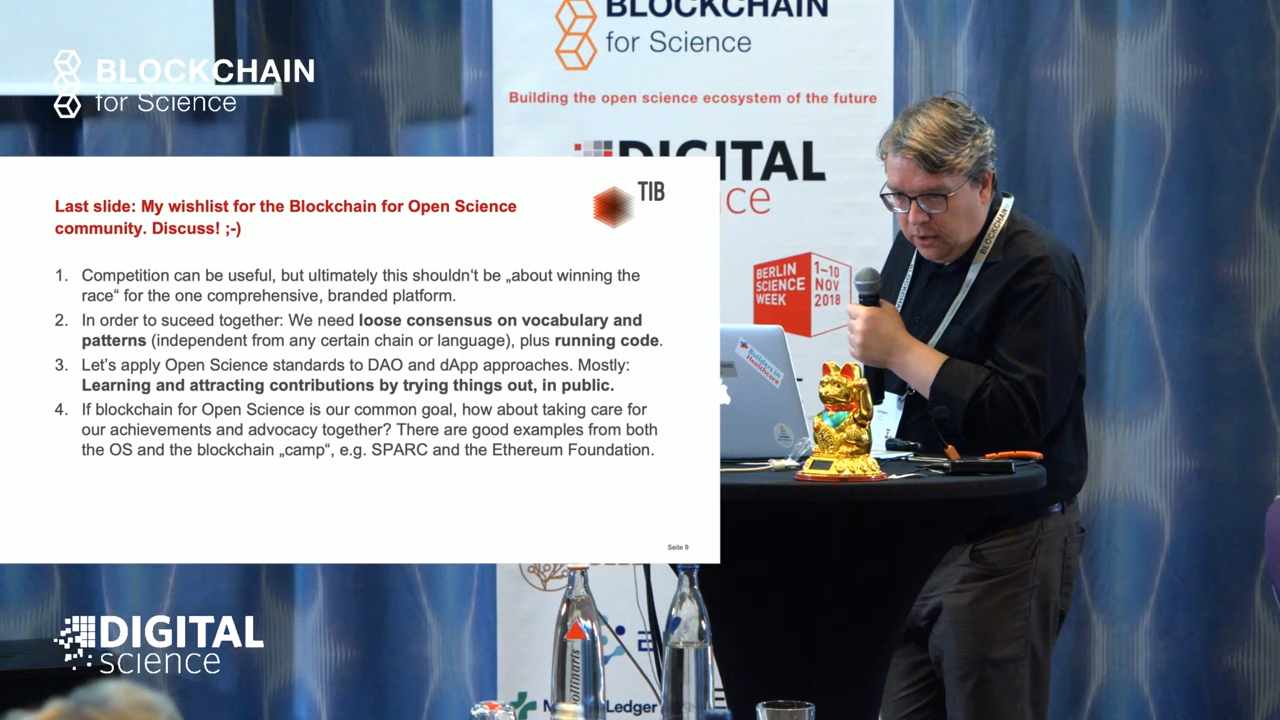 BLOCKCHAIN
for Science
BLOCKCHAIN
for Science
Building the open science ecosystem of the future
DIGITAL
ce
BERLIN
SCIENCE
WEEK
1–10
NOV
2018
BLOCKCHAIN
TIB
Last slide: My wishlist for the Blockchain for Open Science
community. Discuss! ;-)
1. Competition can be useful, but ultimately this shouldn't be „about winning the
race“ for the one comprehensive, branded platform.
2. In order to suceed together: We need loose consensus on vocabulary and
patterns (independent from any certain chain or language), plus running code.
3. Let's apply Open Science standards to DAO and dApp approaches. Mostly:
Learning and attracting contributions by trying things out, in public.
4. If blockchain for Open Science is our common goal, how about taking care for
our achievements and advocacy together? There are good examples from both
the OS and the blockchain „camp“, e.g. SPARC and the Ethereum Foundation.
Seite 9
Builders in
Healthcare
DIGITAL
science
Ledger